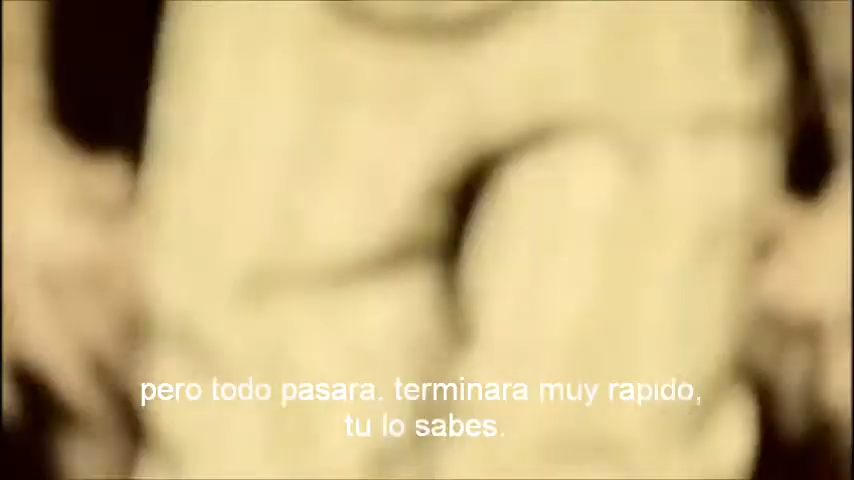 pero todo pasara. terminara muy rapido,
tu lo sabes.